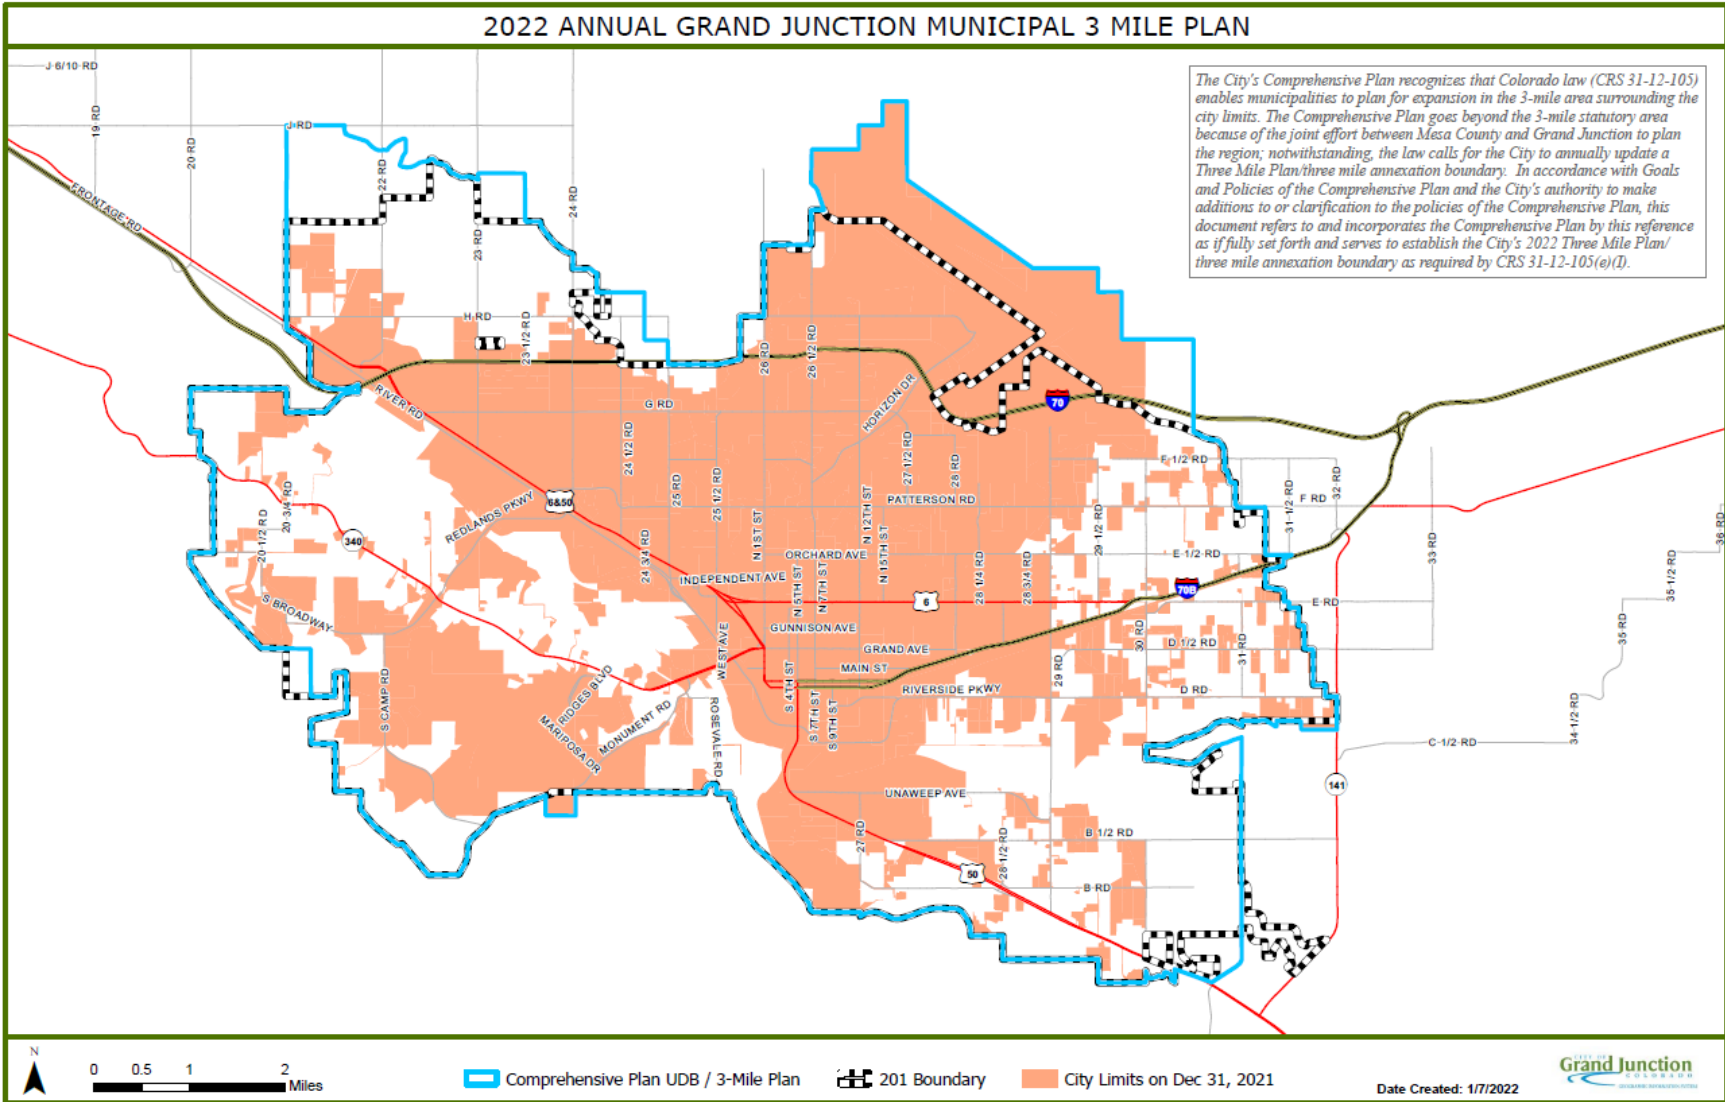 2022 ANNUAL GRAND JUNCTION MUNICIPAL 3 MILE PLAN
The City's Comprehensive Plan recognizes that Colorado law (CRS 31-12-105)
enables municipalities to plan for expansion in the 3-mile area surrounding the
city limits. The Comprehensive Plan goes beyond the 3-mile statutory area
because of the joint effort between Mesa County and Grand Junction to plan
the region; notwithstanding, the law calls for the City to annually update a
Three Mile Plan/three mile annexation boundary. In accordance with Goals
and Policies of the Comprehensive Plan and the City's authority to make
additions to or clarification to the policies of the Comprehensive Plan, this
document refers to and incorporates the Comprehensive Plan by this reference
as if fully set forth and serves to establish the City's 2022 Three Mile Plan/
three mile annexation boundary as required by CRS 31-12-105(e)(I).
J 6/10 RD
19 RD
20 RD
J RD
22 RD
23 RD
24 RD
FRONTAGE RD
H RD
23 1/2 RD
26 RD
26 1/2 RD
RIVER RD
G RD
HORIZON DR
70
24 1/2 RD
25 RD
25 1/2 RD
27 1/2 RD
28 RD
F 1/2 RD
PATTERSON RD
F RD
31-1/2 RD
32 RD
6&50
REDLANDS PKWY
20 1/2 RD
20 3/4 RD
340
24 3/4 RD
N 1ST ST
N 12TH ST
N 15TH ST
29 1/2 RD
33 RD
36 RD
ORCHARD AVE
E 1/2 RD
INDEPENDENT AVE
N 5TH ST
N 7TH ST
28 1/4 RD
28 3/4 RD
70B
6
E RD
35-1/2 RD
S BROADWAY
GUNNISON AVE
WEST AVE
GRAND AVE
30 RD
D 1/2 RD
31 RD
35 RD
MAIN ST
29 RD
S CAMP RD
RIDGES BLVD
MARIPOSA DR
MONUMENT RD
ROSEVALE RD
S 4TH ST
S 7TH ST
S 9TH ST
RIVERSIDE PKWY
D RD
34-1/2 RD
C 1/2 RD
141
UNAWEEP AVE
27 RD
B 1/2 RD
28 1/2 RD
50
B RD
N
0 0.5 1 2
Miles
Comprehensive Plan UDB / 3-Mile Plan
201 Boundary
City Limits on Dec 31, 2021
Date Created: 1/7/2022
CITY OF
Grand Junction
COLORADO